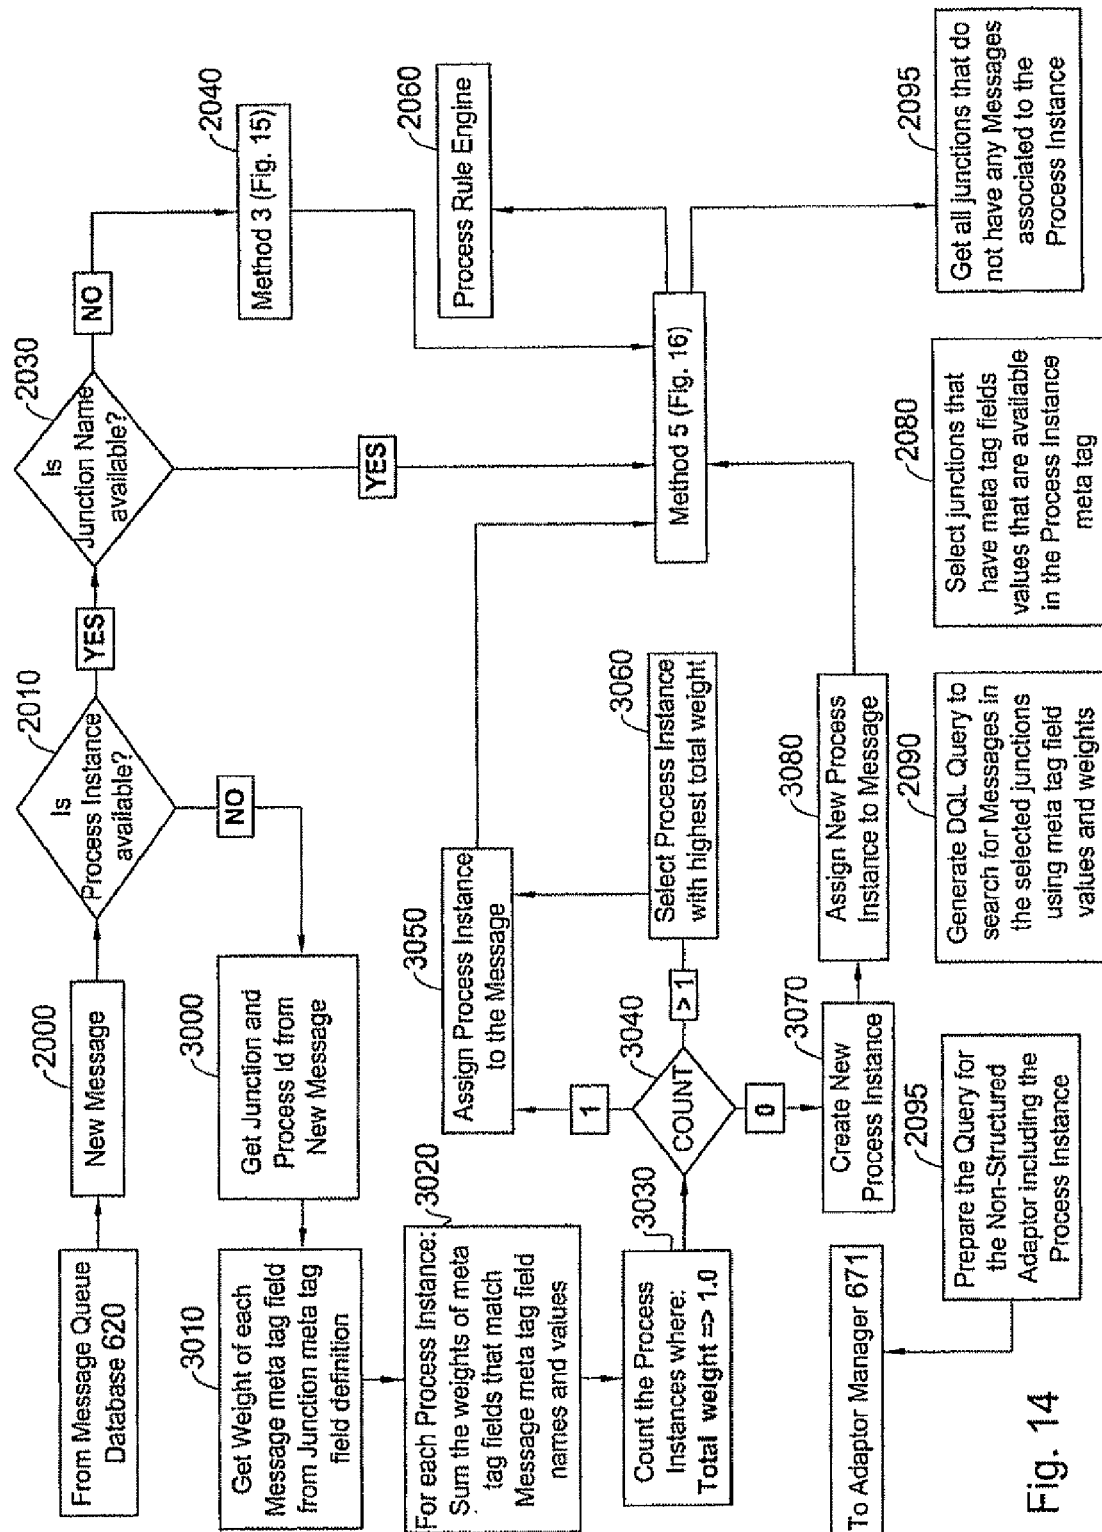 From Message Queue
Database 620
2000
New Message
2010
Is
Process Instance
available?
YES
NO
2030
Is
Junction Name
available?
NO
YES
2040
Method 3 (Fig. 15)
2060
Process Rule Engine
3000
Get Junction and
Process Id from
New Message
3010
Get Weight of each
Message meta tag field
from Junction meta tag
field definition
3020
For each Process Instance:
Sum the weights of meta
tag fields that match
Message meta tag field
names and values
3030
Count the Process
Instances where:
Total weight => 1.0
3040
COUNT
1
> 1
0
3050
Assign Process Instance
to the Message
3060
Select Process Instance
with highest total weight
3070
Create New
Process Instance
3080
Assign New Process
Instance to Message
Method 5 (Fig. 16)
2095
Get all junctions that do
not have any Messages
associated to the
Process Instance
2080
Select junctions that
have meta tag fields
values that are available
in the Process Instance
meta tag
2090
Generate DQL Query to
search for Messages in
the selected junctions
using meta tag field
values and weights
2095
Prepare the Query for
the Non-Structured
Adaptor including the
Process Instance
To Adaptor Manager 671
Fig. 14